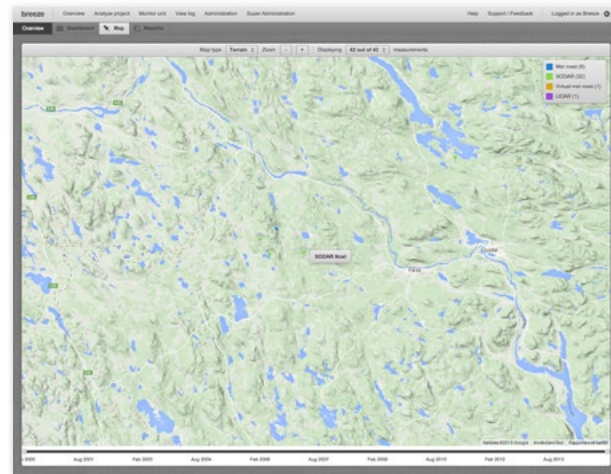 breeze Overview Analyse project Monitor unit View log Administration Super Administration Help Support / Feedback Logged in as Breeze
Overview Dashboard Map Reports
Map type Terrain Zoom - + Displaying 42 out of 43 measurements
Met mast (9)
SODAR (32)
Virtual met mast (1)
LIDAR (1)
SODAR
Färila
Ljusdal
Aug 2001 Feb 2003 Aug 2004 Feb 2006 Aug 2007 Feb 2009 Aug 2010 Feb 2012 Aug 2013